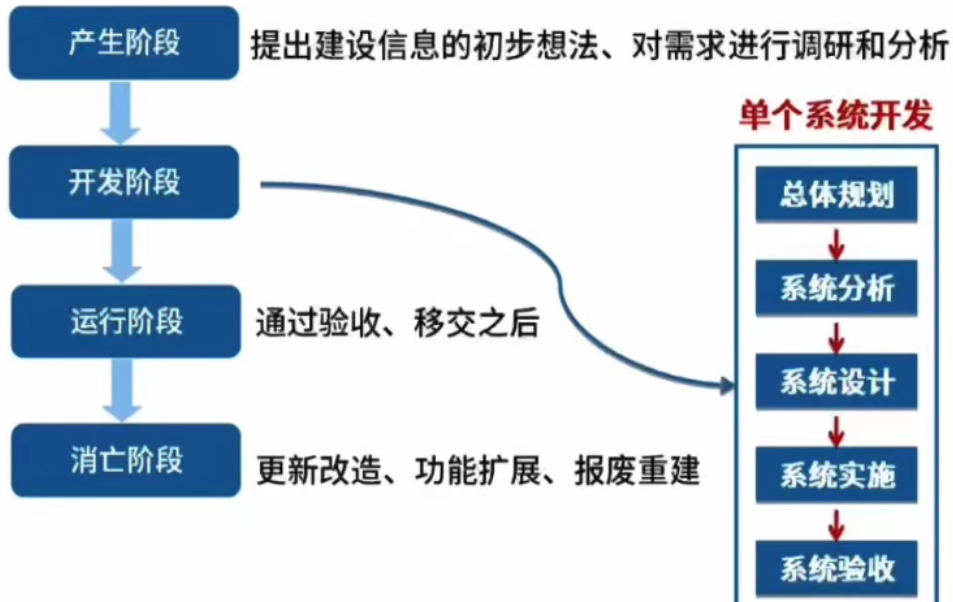 产生阶段
提出建设信息的初步想法、对需求进行调研和分析
开发阶段
运行阶段
通过验收、移交之后
消亡阶段
更新改造、功能扩展、报废重建
单个系统开发
总体规划
系统分析
系统设计
系统实施
系统验收